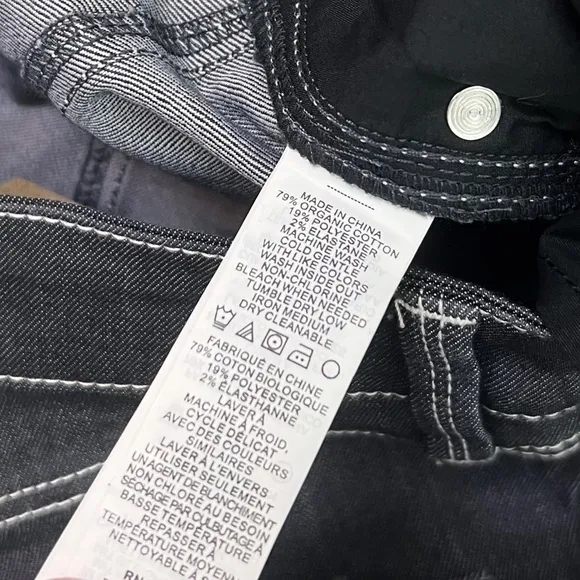 MADE IN CHINA
79% ORGANIC COTTON
19% POLYESTER
2% ELASTANE
MACHINE WASH
COLD GENTLE
WITH LIKE COLORS
WASH INSIDE OUT
NON-CHLORINE
BLEACH WHEN NEEDED
TUMBLE DRY LOW
IRON MEDIUM
DRY CLEANABLE
FABRIQUÉ EN CHINE
79% COTON BIOLOGIQUE
19% POLYESTER
2% ÉLASTHANNE
LAVER À
MACHINE À FROID,
CYCLE DÉLICAT
AVEC DES COULEURS
SIMILAIRES
LAVER À L'ENVERS
UTILISER SEULEMENT
UN AGENT DE BLANCHIMENT
NON CHLORÉ AU BESOIN
SÉCHAGE PAR CULBUTAGE À
BASSE TEMPÉRATURE
REPASSER À
TEMPÉRATURE MOYENNE
NETTOYABLE À
RN